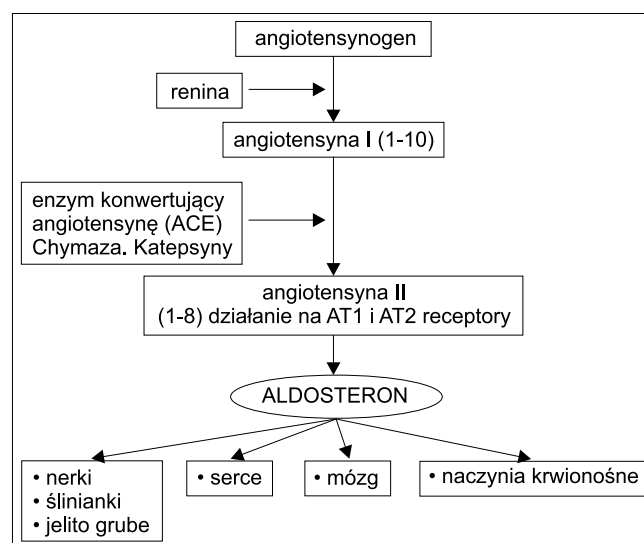 angiotensynogen
renina
angiotensyna I (1-10)
enzym konwertujący
angiotensynę (ACE)
Chymaza. Katepsyny
angiotensyna II
(1-8) działanie na AT1 i AT2 receptory
ALDOSTERON
• nerki
• ślinianki
• jelito grube
• serce
• mózg
• naczynia krwionośne